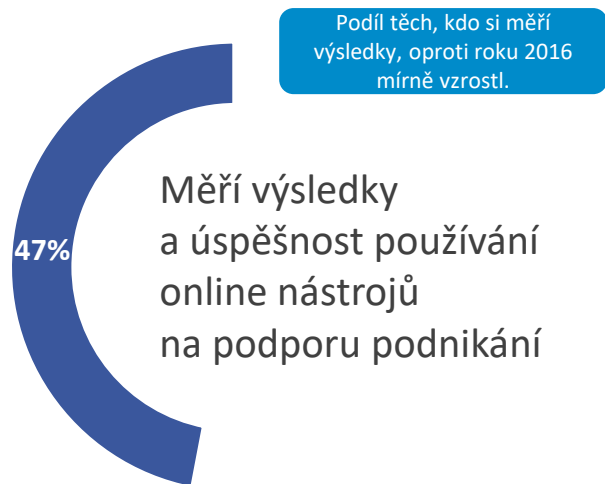 Podíl těch, kdo si měří
výsledky, oproti roku 2016
mírně vzrostl.
Měří výsledky
a úspěšnost používání
online nástrojů
na podporu podnikání
47%